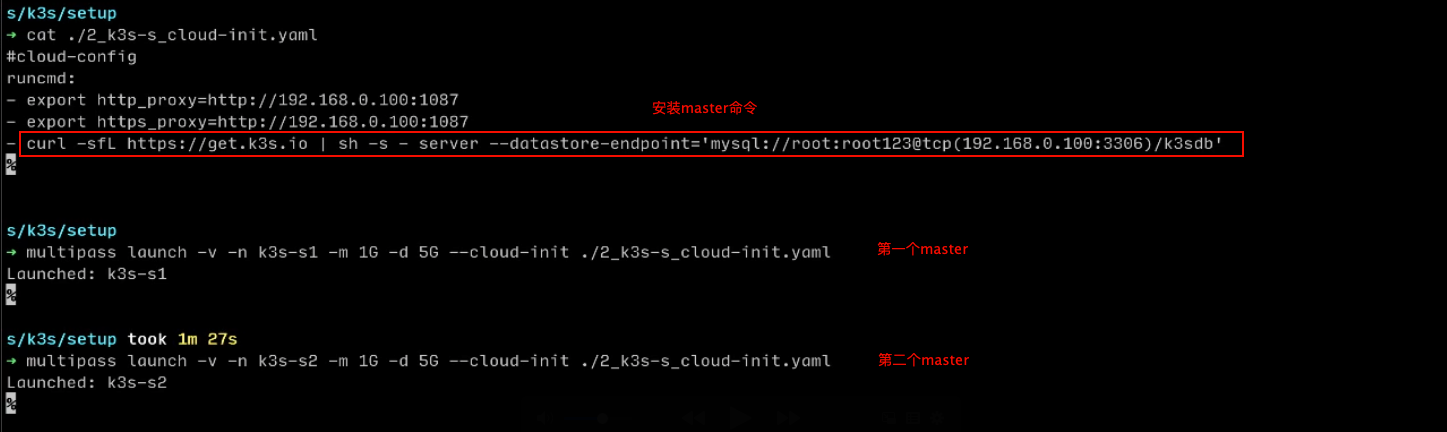 s/k3s/setup
→ cat ./2_k3s-s_cloud-init.yaml
#cloud-config
runcmd:
- export http_proxy=http://192.168.0.100:1087
安装master命令
- export https_proxy=http://192.168.0.100:1087
- curl -sfL https://get.k3s.io | sh -s - server --datastore-endpoint='mysql://root:root123@tcp(192.168.0.100:3306)/k3sdb'
%
s/k3s/setup
→ multipass launch -v -n k3s-s1 -m 1G -d 5G --cloud-init ./2_k3s-s_cloud-init.yaml 第一个master
Launched: k3s-s1
%
s/k3s/setup took 1m 27s
→ multipass launch -v -n k3s-s2 -m 1G -d 5G --cloud-init ./2_k3s-s_cloud-init.yaml 第二个master
Launched: k3s-s2
%